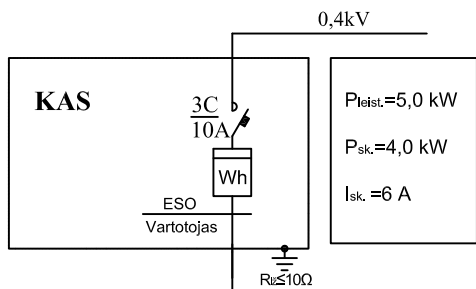 0,4kV
KAS
3C
10A
Wh
ESO
Vartotojas
Rįž≤10Ω
Pleist.=5,0 kW
Psk.=4,0 kW
Isk.=6 A